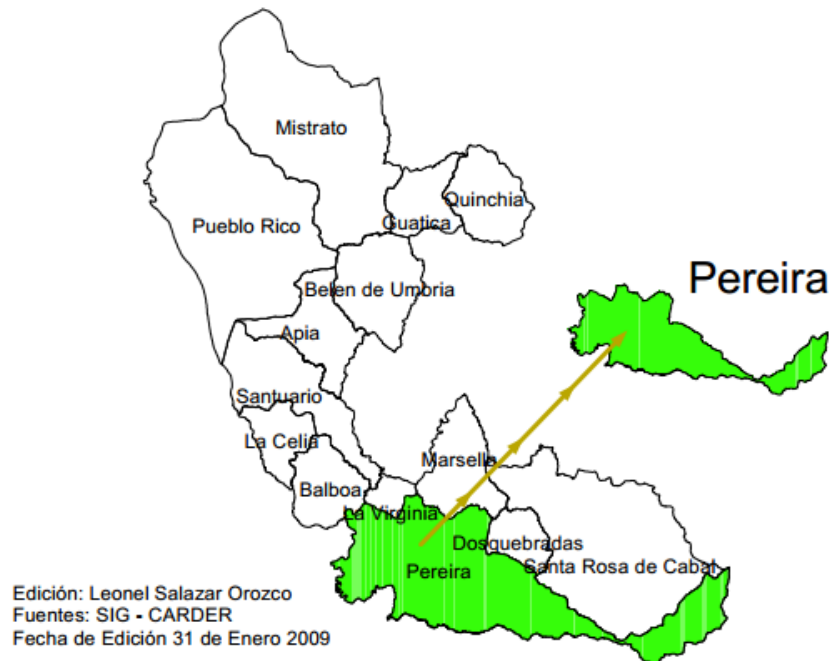 Mistrato
Quinchia
Pueblo Rico
Guatica
Pereira
Belen de Umbria
Apia
Santuario
La Celia
Marsella
Balboa
La Virginia
Dosquebradas
Pereira
Santa Rosa de Cabal
Edición: Leonel Salazar Orozco
Fuentes: SIG - CARDER
Fecha de Edición 31 de Enero 2009